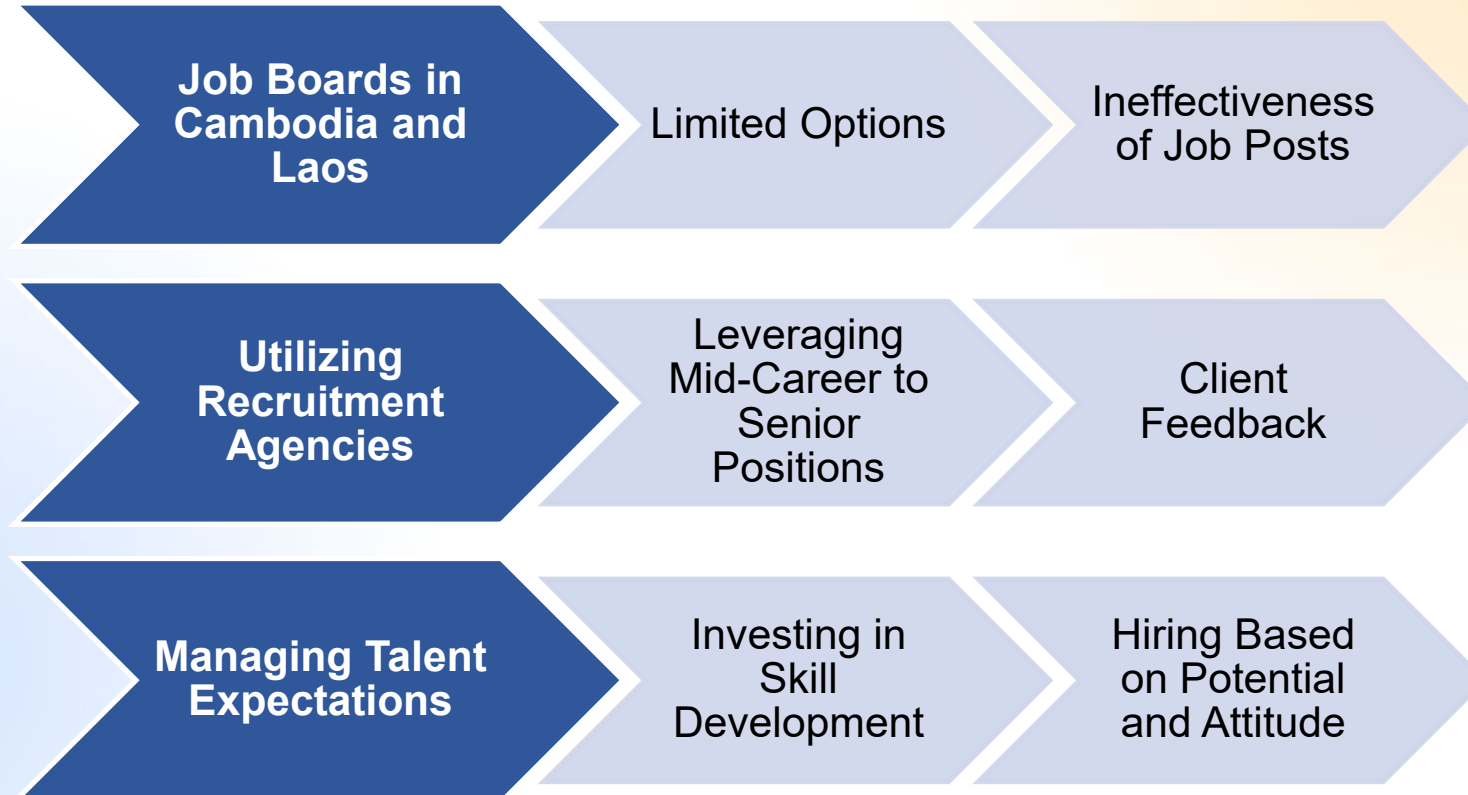 Job Boards in
Cambodia and
Laos
Limited Options
Ineffectiveness
of Job Posts
Utilizing
Recruitment
Agencies
Leveraging
Mid-Career to
Senior
Positions
Client
Feedback
Managing Talent
Expectations
Investing in
Skill
Development
Hiring Based
on Potential
and Attitude